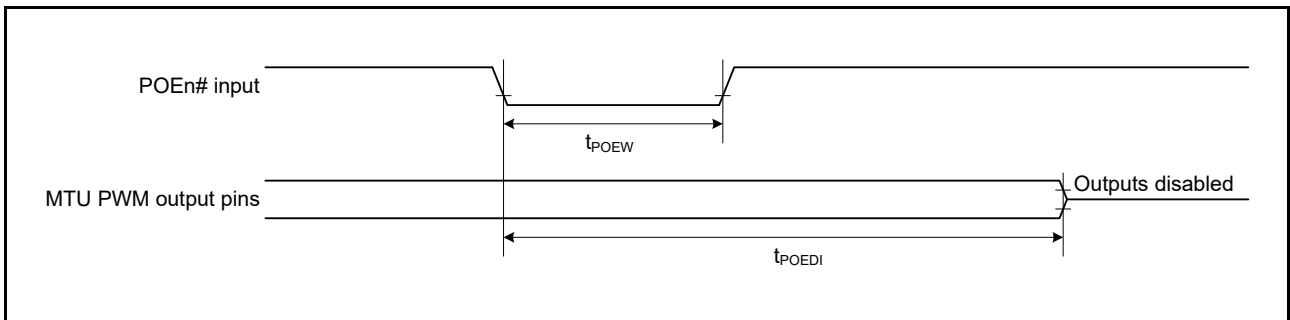 POEn# input
tPOEW
MTU PWM output pins
Outputs disabled
tPOEDI